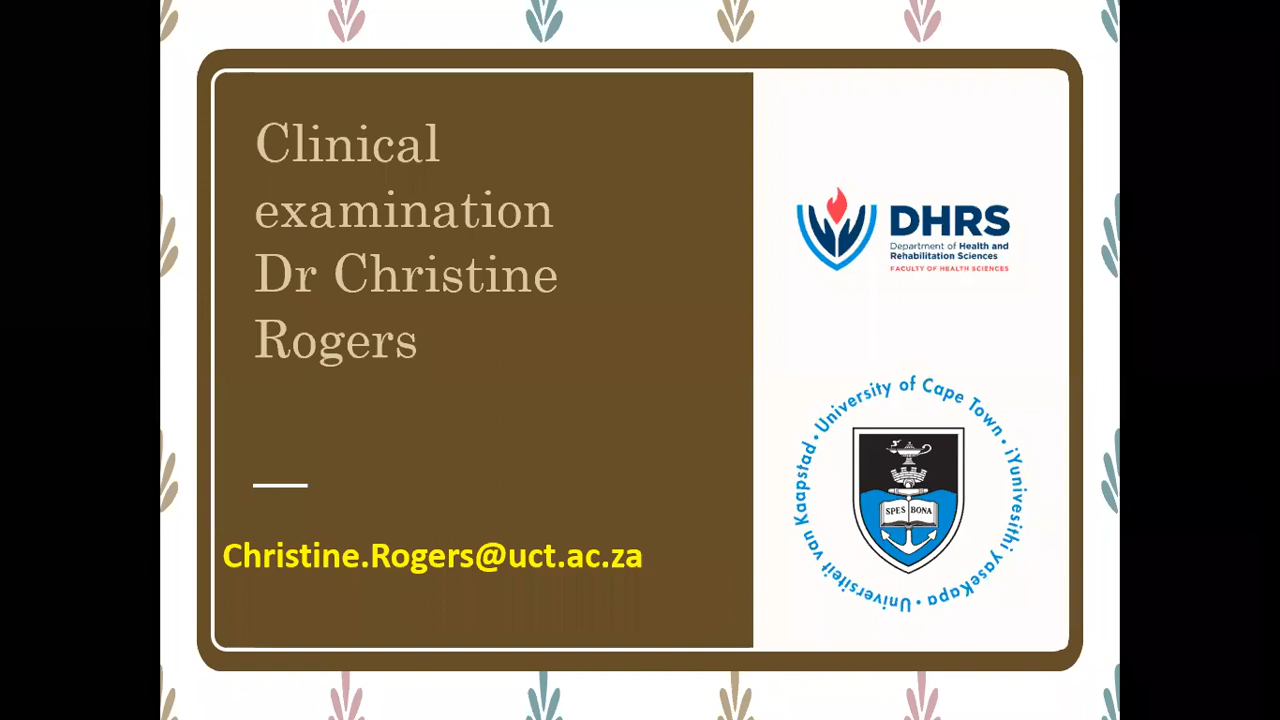 Clinical
examination
Dr Christine
Rogers
Christine.Rogers@uct.ac.za
DHRS
Department of Health and
Rehabilitation Sciences
FACULTY OF HEALTH SCIENCES
University of Cape Town • iYunivesithi yaseKapa • Universiteit van Kaapstad •
SPES BONA